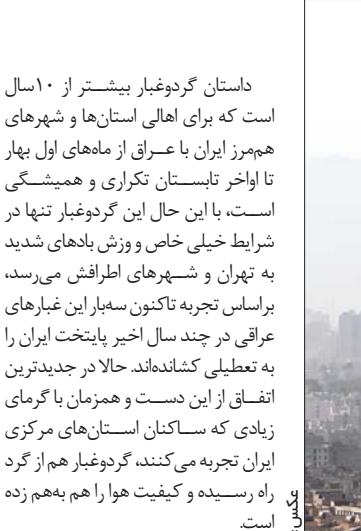 داستان گردوغبار بیشتر از ۱۰سال
است که برای اهالی استان‌ها و شهرهای
هم‌مرز ایران با عراق از ماه‌های اول بهار
تا اواخر تابستان تکراری و همیشگی
است، با این حال این گردوغبار تنها در
شرایط خیلی خاص و وزش بادهای شدید
به تهران و شهرهای اطرافش می‌رسد،
براساس تجربه تاکنون سه‌بار این غبارهای
عراقی در چند سال اخیر پایتخت ایران را
به تعطیلی کشانده‌اند. حالا در جدیدترین
اتفاق از این دست و همزمان با گرمای
زیادی که ساکنان استان‌های مرکزی
ایران تجربه می‌کنند، گردوغبار هم از گرد
راه رسیده و کیفیت هوا را هم به‌هم زده
است.
عکس: